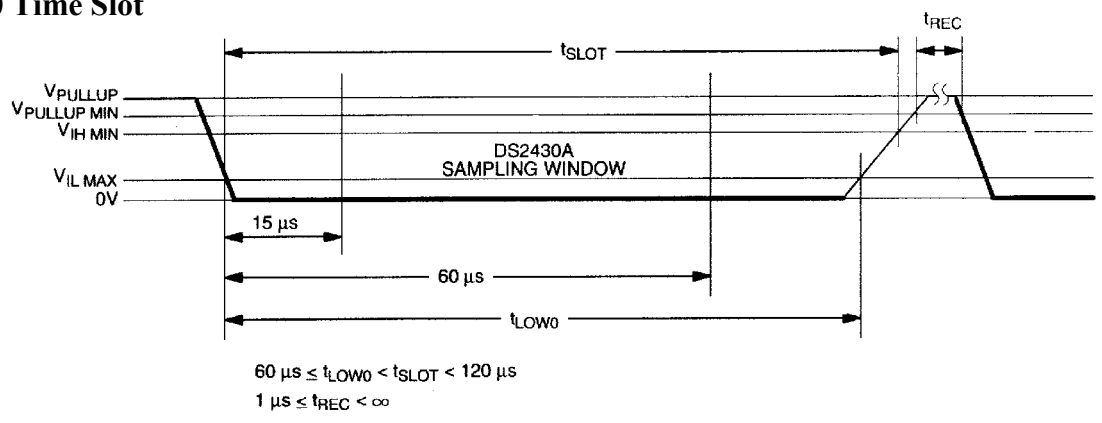 Time Slot
tREC
tSLOT
VPULLUP
VPULLUP MIN
VIH MIN
DS2430A
SAMPLING WINDOW
VIL MAX
0V
15 µs
60 µs
tLOW0
60 µs ≤ tLOW0 < tSLOT < 120 µs
1 µs ≤ tREC < ∞